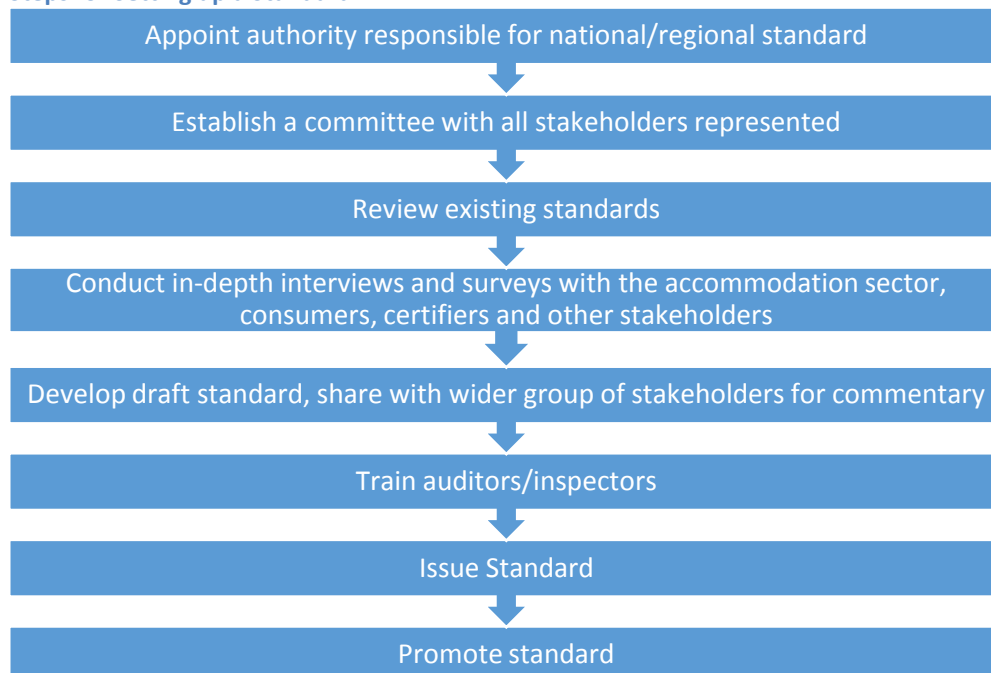 Appoint authority responsible for national/regional standard
Establish a committee with all stakeholders represented
Review existing standards
Conduct in-depth interviews and surveys with the accommodation sector,
consumers, certifiers and other stakeholders
Develop draft standard, share with wider group of stakeholders for commentary
Train auditors/inspectors
Issue Standard
Promote standard